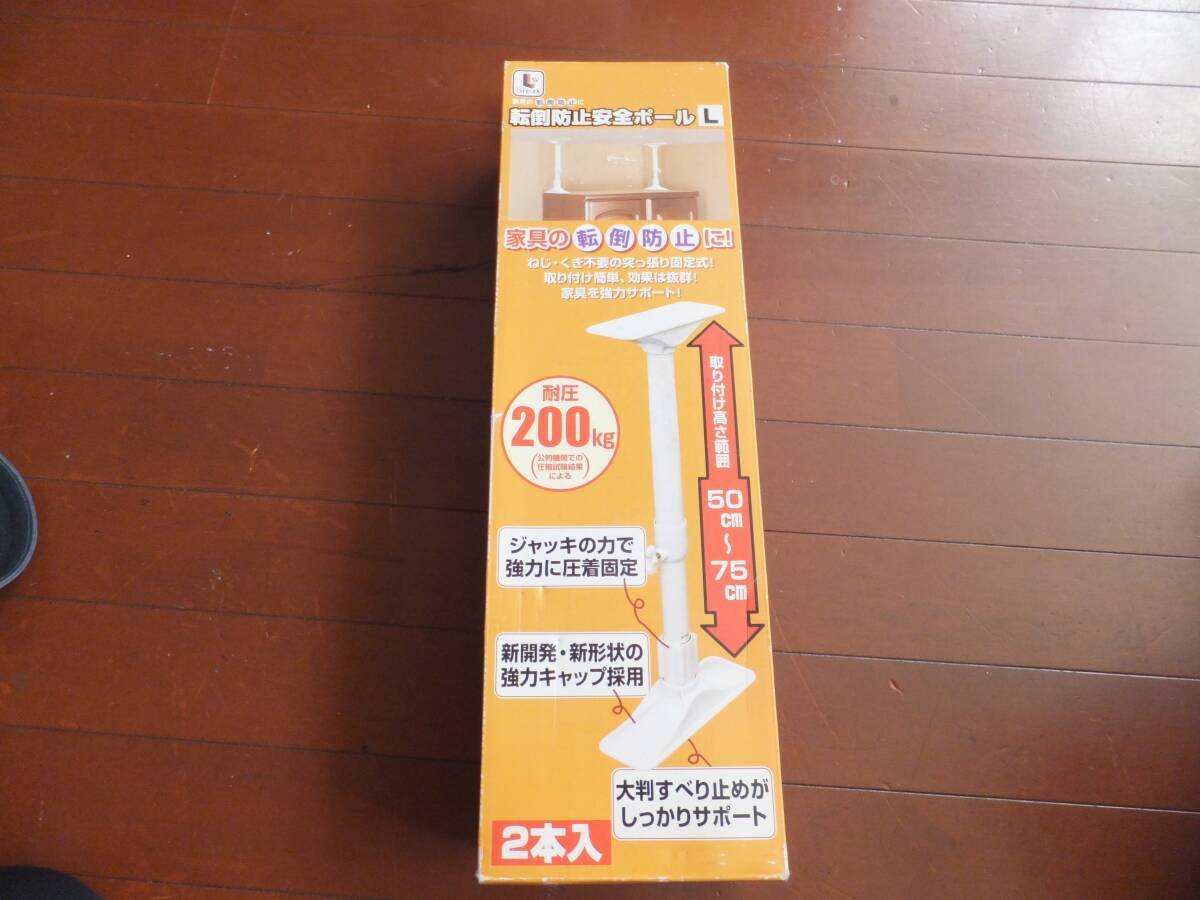 LW
家具の転倒防止に
転倒防止安全ポール L
家具の転倒防止に!
ねじ・くぎ不要の突っ張り固定式!
取り付け簡単、効果は抜群!
家具を強力サポート!
取り付け高さ範囲
50cm〜75cm
耐圧
200kg
(公的機関での
圧縮試験結果
による)
ジャッキの力で
強力に圧着固定
新開発・新形状の
強力キャップ採用
大判すべり止めが
しっかりサポート
2本入